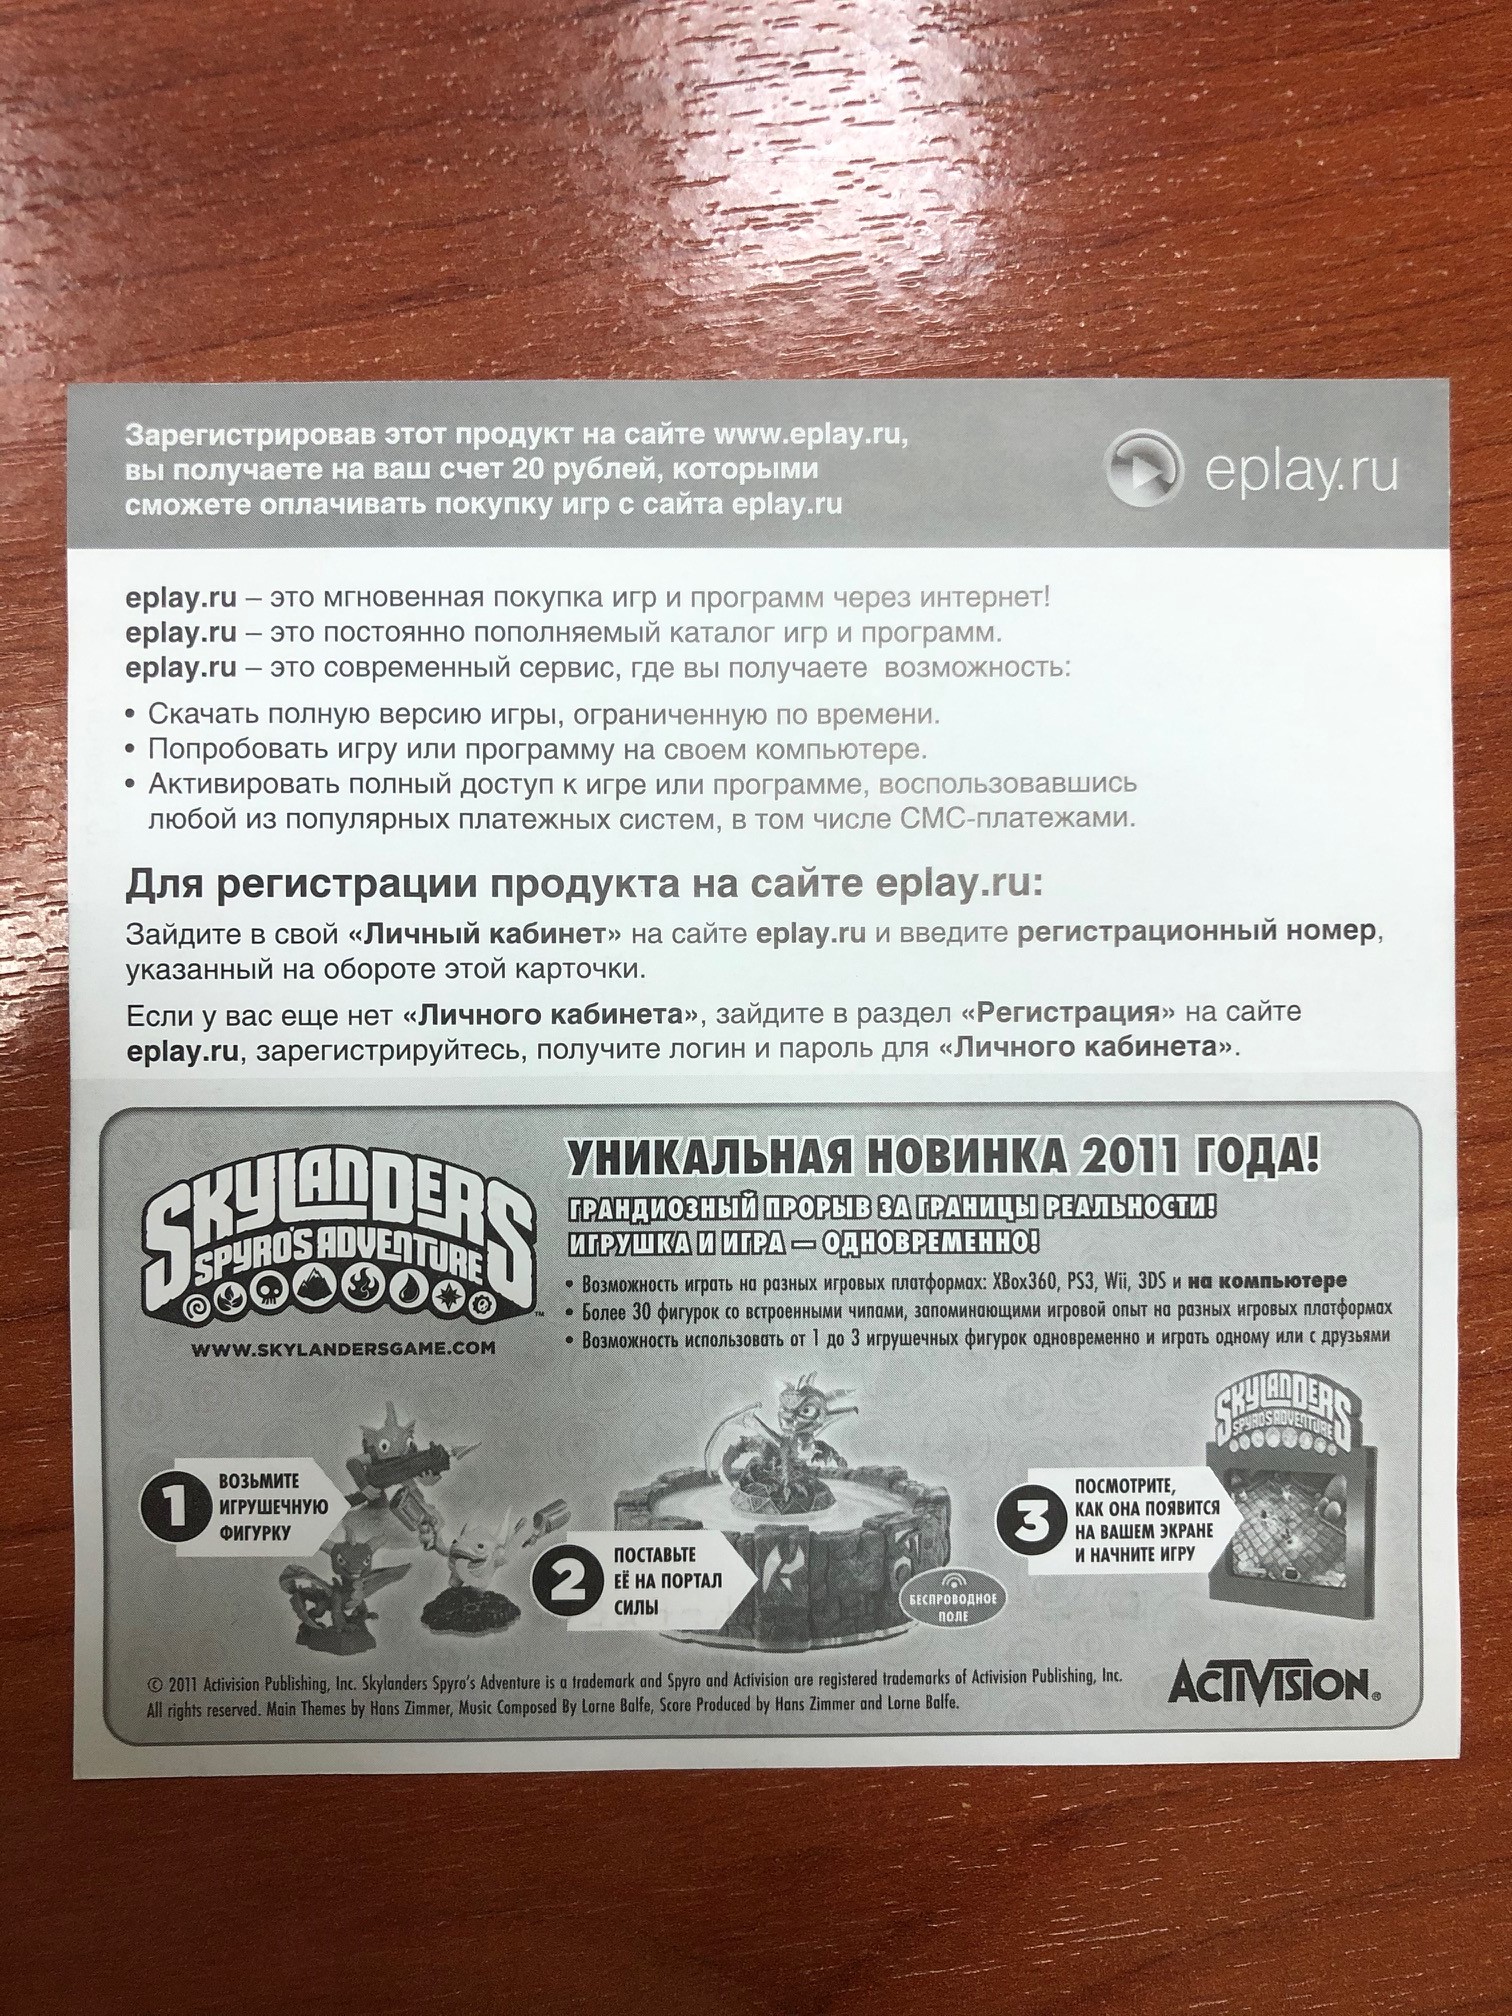 Зарегистрировав этот продукт на сайте www.eplay.ru,
вы получаете на ваш счет 20 рублей, которыми
сможете оплачивать покупку игр с сайта eplay.ru
eplay.ru
eplay.ru – это мгновенная покупка игр и программ через интернет!
eplay.ru – это постоянно пополняемый каталог игр и программ.
eplay.ru – это современный сервис, где вы получаете возможность:
• Скачать полную версию игры, ограниченную по времени.
• Попробовать игру или программу на своем компьютере.
• Активировать полный доступ к игре или программе, воспользовавшись
любой из популярных платежных систем, в том числе СМС-платежами.
Для регистрации продукта на сайте eplay.ru:
Зайдите в свой «Личный кабинет» на сайте eplay.ru и введите регистрационный номер,
указанный на обороте этой карточки.
Если у вас еще нет «Личного кабинета», зайдите в раздел «Регистрация» на сайте
eplay.ru, зарегистрируйтесь, получите логин и пароль для «Личного кабинета».
SKYLANDERS
SPYRO'S ADVENTURE
™
WWW.SKYLANDERSGAME.COM
УНИКАЛЬНАЯ НОВИНКА 2011 ГОДА!
ГРАНДИОЗНЫЙ ПРОРЫВ ЗА ГРАНИЦЫ РЕАЛЬНОСТИ!
ИГРУШКА И ИГРА — ОДНОВРЕМЕННО!
• Возможность играть на разных игровых платформах: XBox360, PS3, Wii, 3DS и на компьютере
• Более 30 фигурок со встроенными чипами, запоминающими игровой опыт на разных игровых платформах
• Возможность использовать от 1 до 3 игрушечных фигурок одновременно и играть одному или с друзьями
1
ВОЗЬМИТЕ
ИГРУШЕЧНУЮ
ФИГУРКУ
2
ПОСТАВЬТЕ
ЕЁ НА ПОРТАЛ
СИЛЫ
БЕСПРОВОДНОЕ
ПОЛЕ
3
ПОСМОТРИТЕ,
КАК ОНА ПОЯВИТСЯ
НА ВАШЕМ ЭКРАНЕ
И НАЧНИТЕ ИГРУ
SKYLANDERS
SPYRO'S ADVENTURE
© 2011 Activision Publishing, Inc. Skylanders Spyro's Adventure is a trademark and Spyro and Activision are registered trademarks of Activision Publishing, Inc.
All rights reserved. Main Themes by Hans Zimmer, Music Composed By Lorne Balfe, Score Produced by Hans Zimmer and Lorne Balfe.
ACTIVISION®